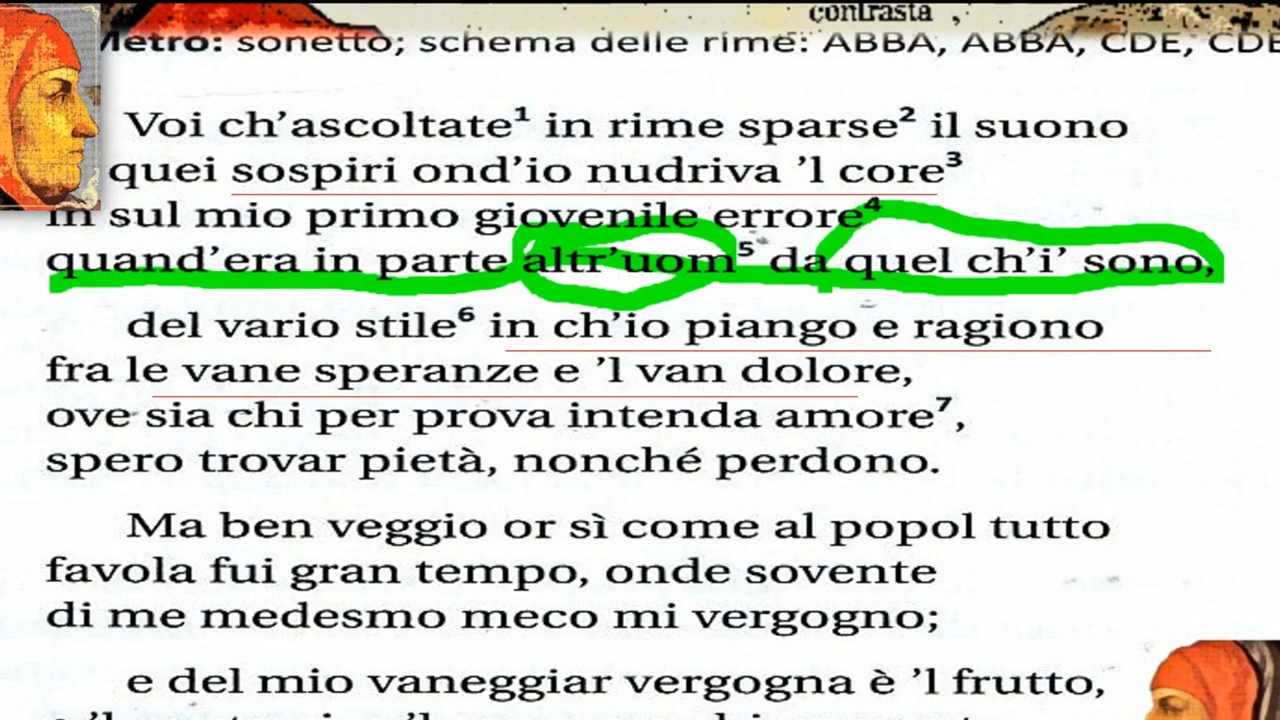 contrasta ,
Metro: sonetto; schema delle rime: ABBA, ABBA, CDE, CDE
Voi ch’ascoltate¹ in rime sparse² il suono
quei sospiri ond’io nudriva ’l core³
in sul mio primo giovenile errore⁴
quand’era in parte altr’uom⁵ da quel ch’i’ sono,
del vario stile⁶ in ch’io piango e ragiono
fra le vane speranze e ’l van dolore,
ove sia chi per prova intenda amore⁷,
spero trovar pietà, nonché perdono.
Ma ben veggio or sì come al popol tutto
favola fui gran tempo, onde sovente
di me medesmo meco mi vergogno;
e del mio vaneggiar vergogna è ’l frutto,